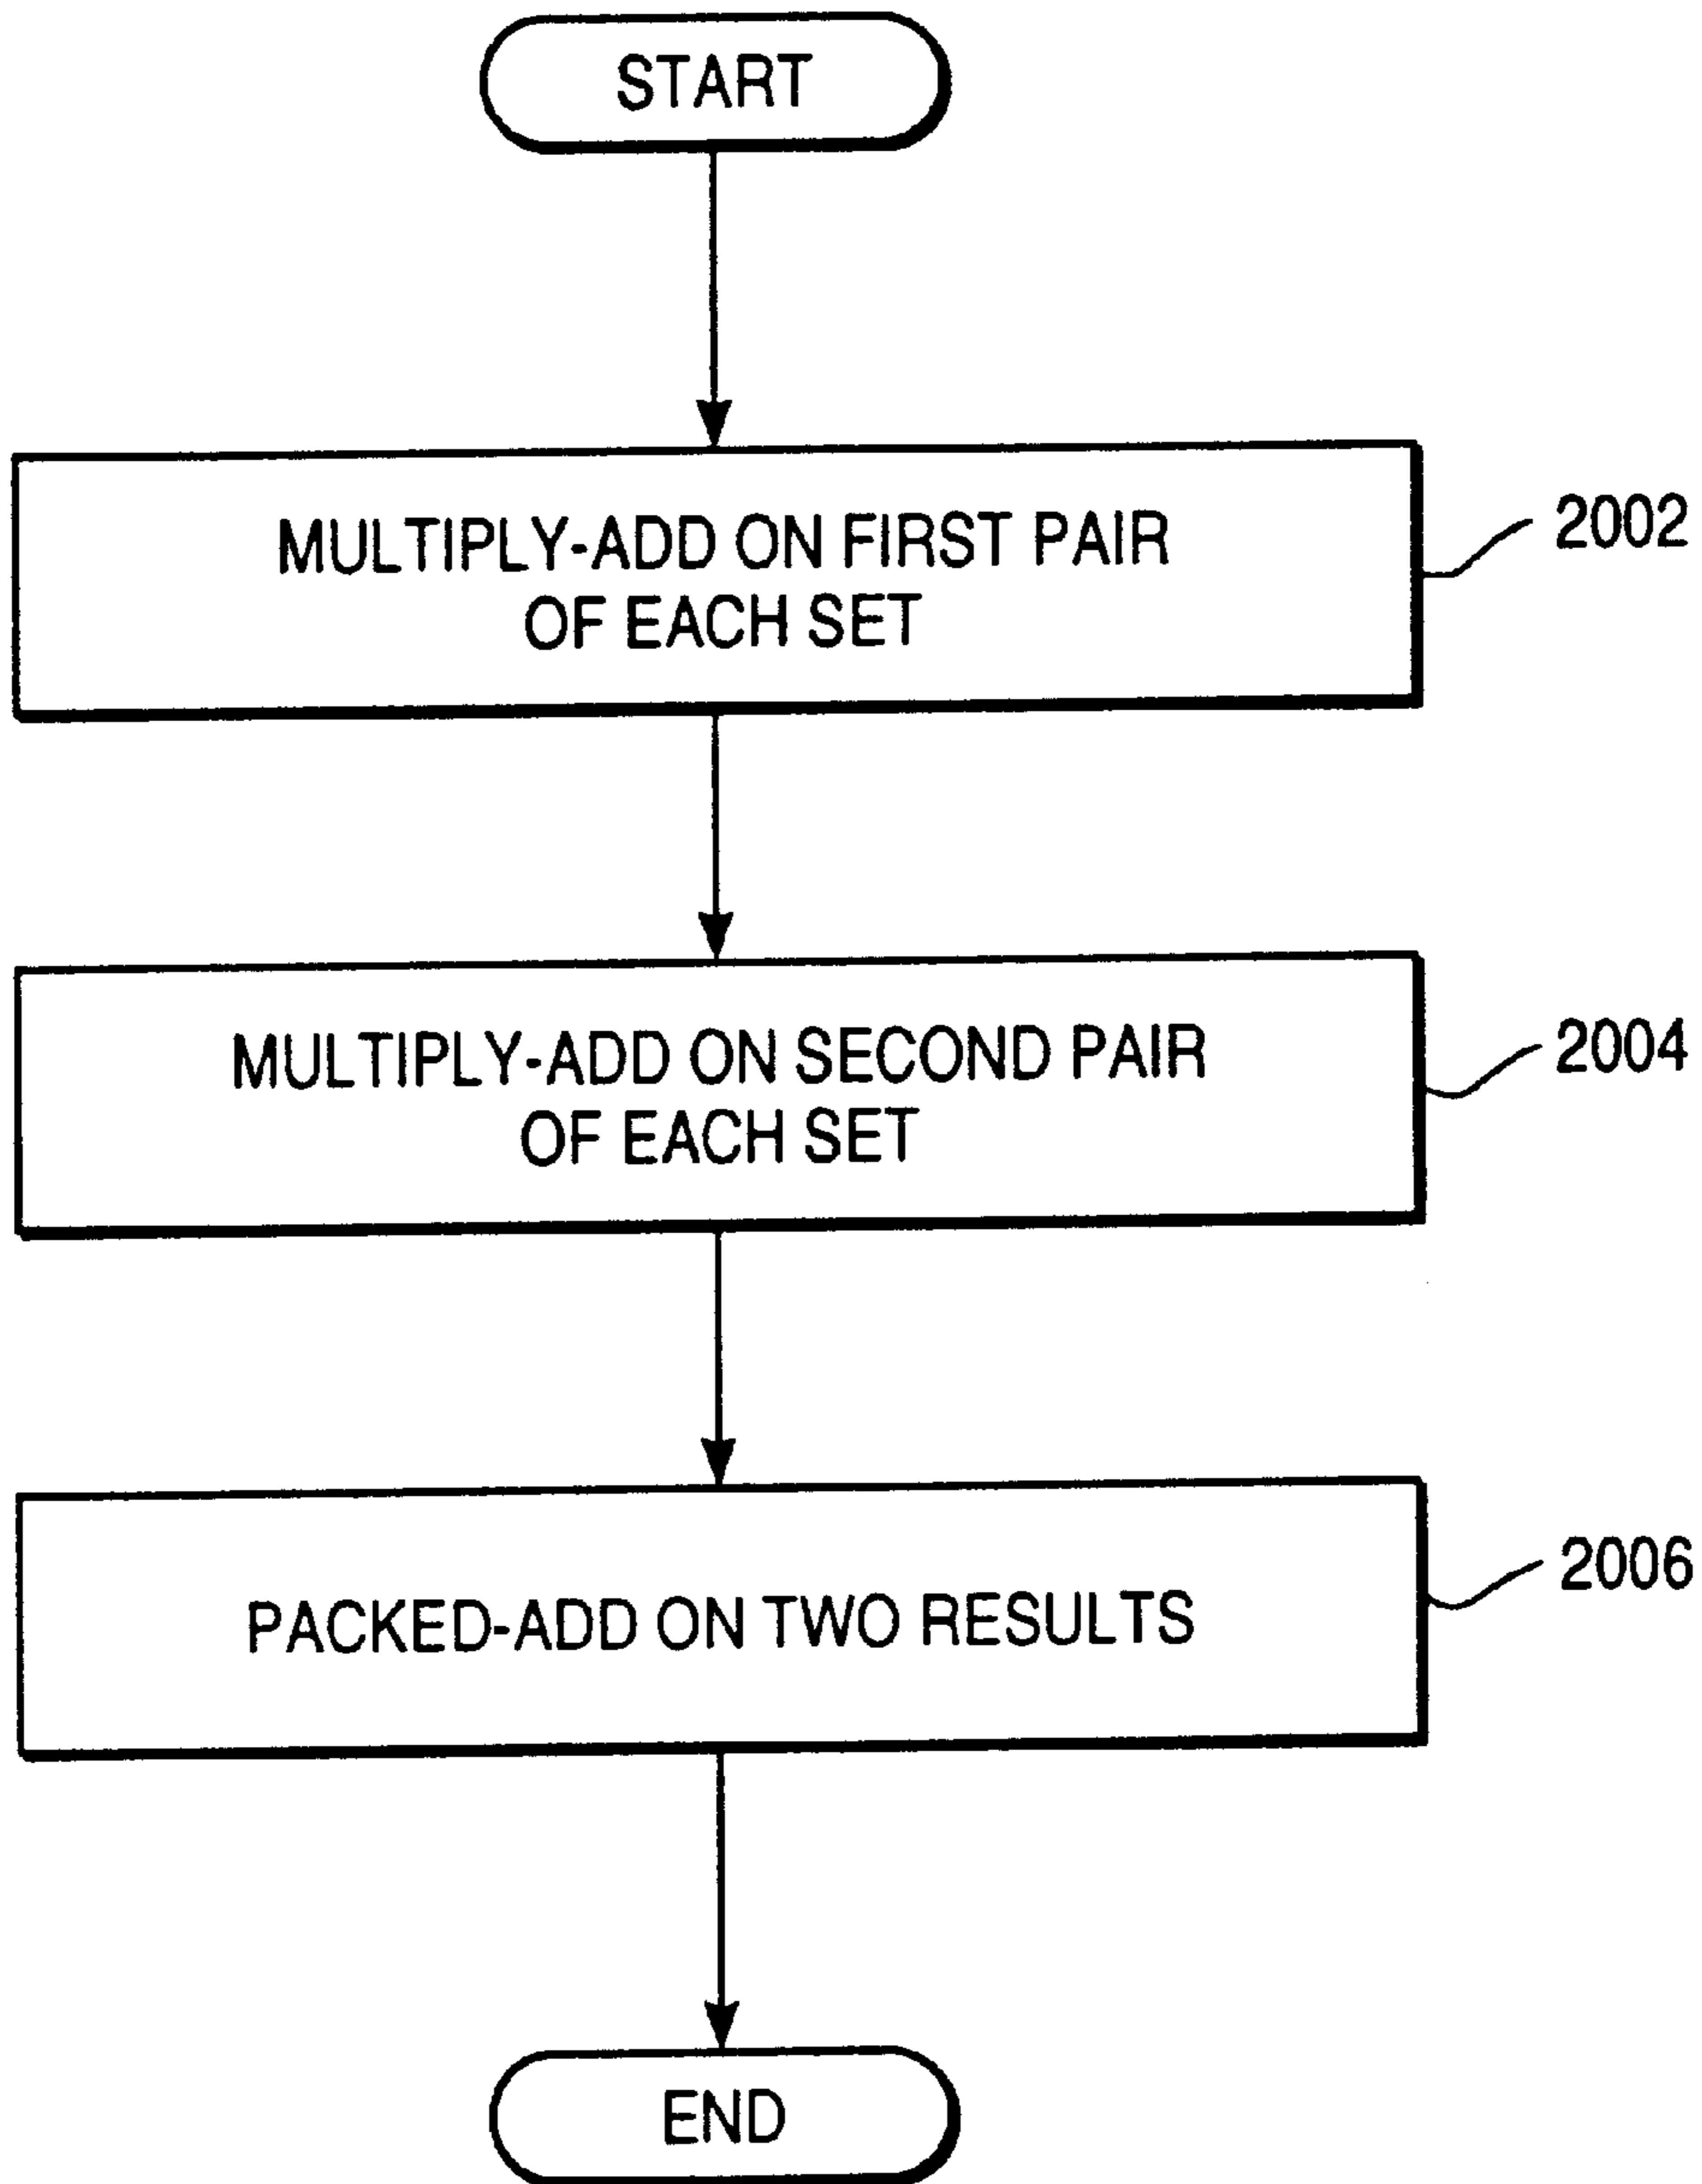 START
MULTIPLY-ADD ON FIRST PAIR
OF EACH SET
2002
MULTIPLY-ADD ON SECOND PAIR
OF EACH SET
2004
PACKED-ADD ON TWO RESULTS
2006
END